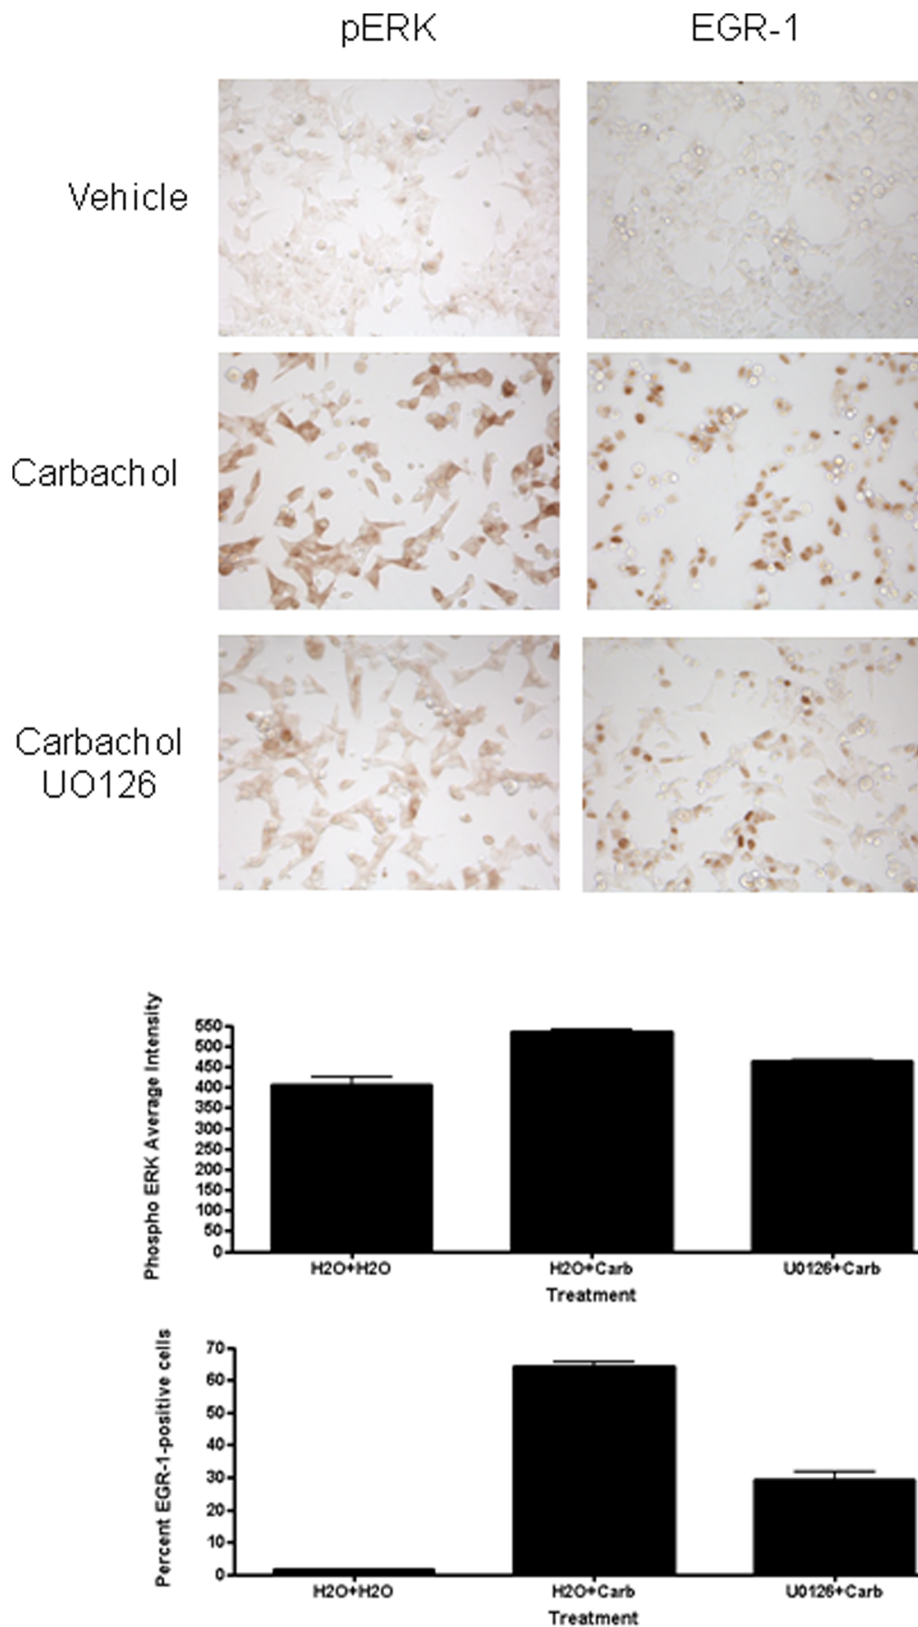 pERK EGR-1
Vehicle
Carbachol
Carbachol
UO126
Phospho ERK Average Intensity
550
500
450
400
350
300
250
200
150
100
50
0
H2O+H2O H2O+Carb U0126+Carb
Treatment
Percent EGR-1-positive cells
70
60
50
40
30
20
10
0
H2O+H2O H2O+Carb U0126+Carb
Treatment